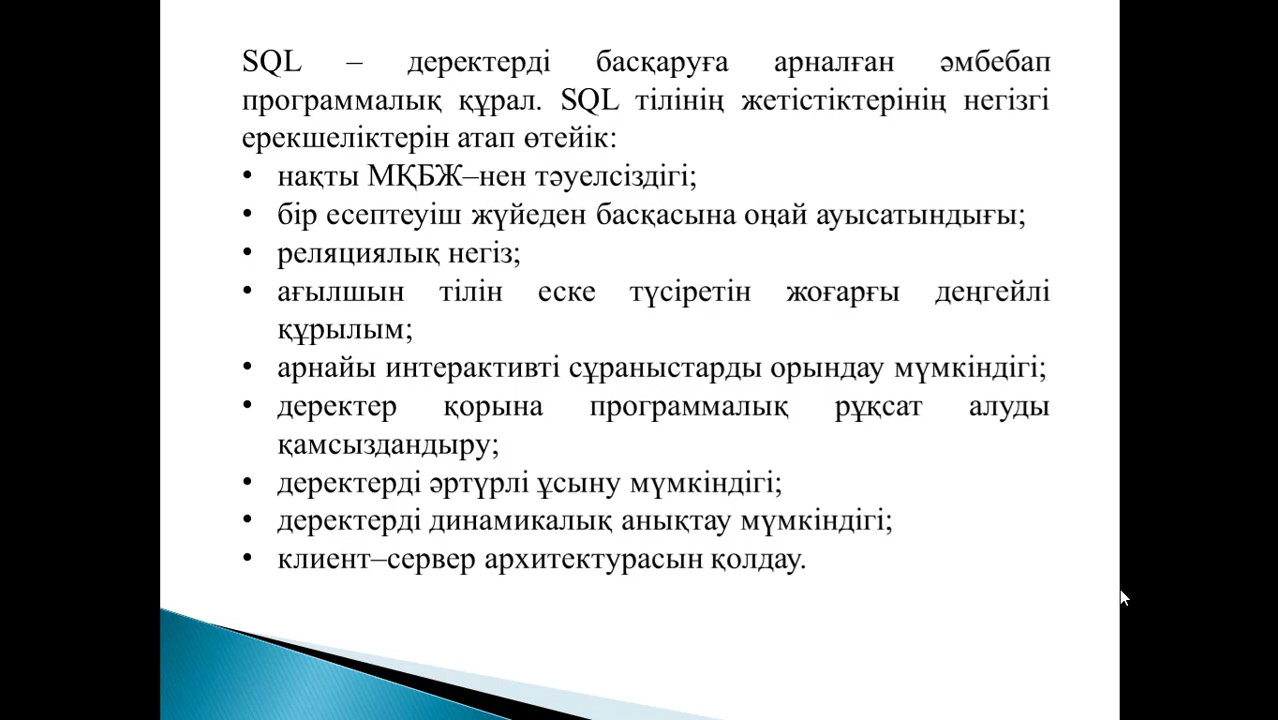 SQL – деректерді басқаруға арналған әмбебап
программалық құрал. SQL тілінің жетістіктерінің негізгі
ерекшеліктерін атап өтейік:
• нақты МҚБЖ–нен тәуелсіздігі;
• бір есептеуіш жүйеден басқасына оңай ауысатындығы;
• реляциялық негіз;
• ағылшын тілін еске түсіретін жоғарғы деңгейлі
құрылым;
• арнайы интерактивті сұраныстарды орындау мүмкіндігі;
• деректер қорына программалық рұқсат алуды
қамсыздандыру;
• деректерді әртүрлі ұсыну мүмкіндігі;
• деректерді динамикалық анықтау мүмкіндігі;
• клиент–сервер архитектурасын қолдау.